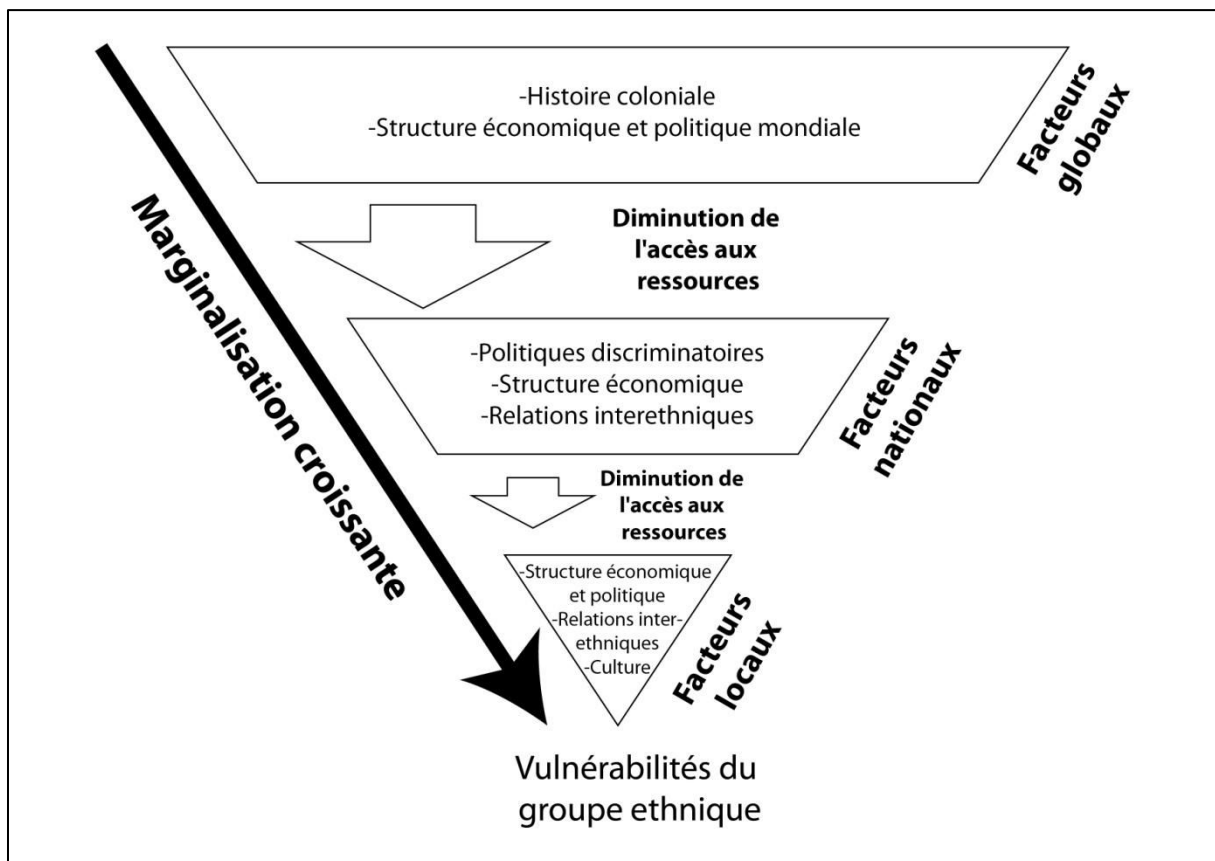 -Histoire coloniale
-Structure économique et politique mondiale
Facteurs
globaux
Diminution de
l'accès aux
ressources
Marginalisation croissante
-Politiques discriminatoires
-Structure économique
-Relations interethniques
Facteurs
nationaux
Diminution de
l'accès aux
ressources
-Structure économique
et politique
-Relations inter-
ethniques
-Culture
Facteurs
locaux
Vulnérabilités du
groupe ethnique